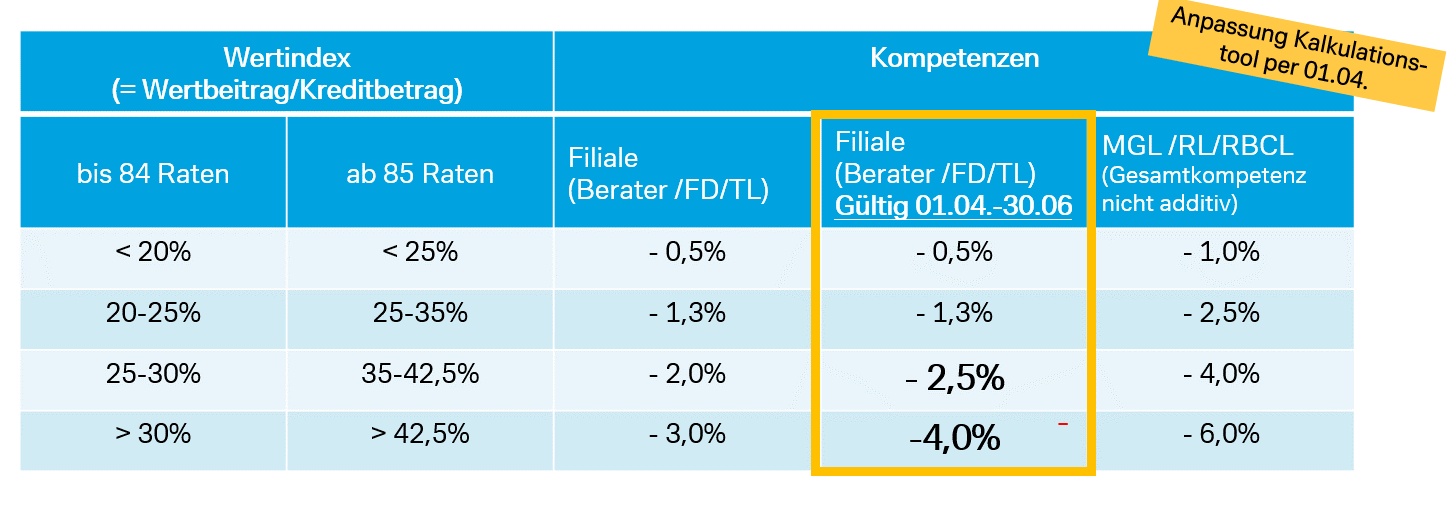 Anpassung Kalkulations-
tool per 01.04.
Wertindex
(= Wertbeitrag/Kreditbetrag)
Kompetenzen
bis 84 Raten
ab 85 Raten
Filiale
(Berater /FD/TL)
Filiale
(Berater /FD/TL)
Gültig 01.04.-30.06
MGL /RL/RBCL
(Gesamtkompetenz
nicht additiv)
< 20% < 25% - 0,5% - 0,5% - 1,0%
20-25% 25-35% - 1,3% - 1,3% - 2,5%
25-30% 35-42,5% - 2,0% - 2,5% - 4,0%
> 30% > 42,5% - 3,0% -4,0% - - 6,0%